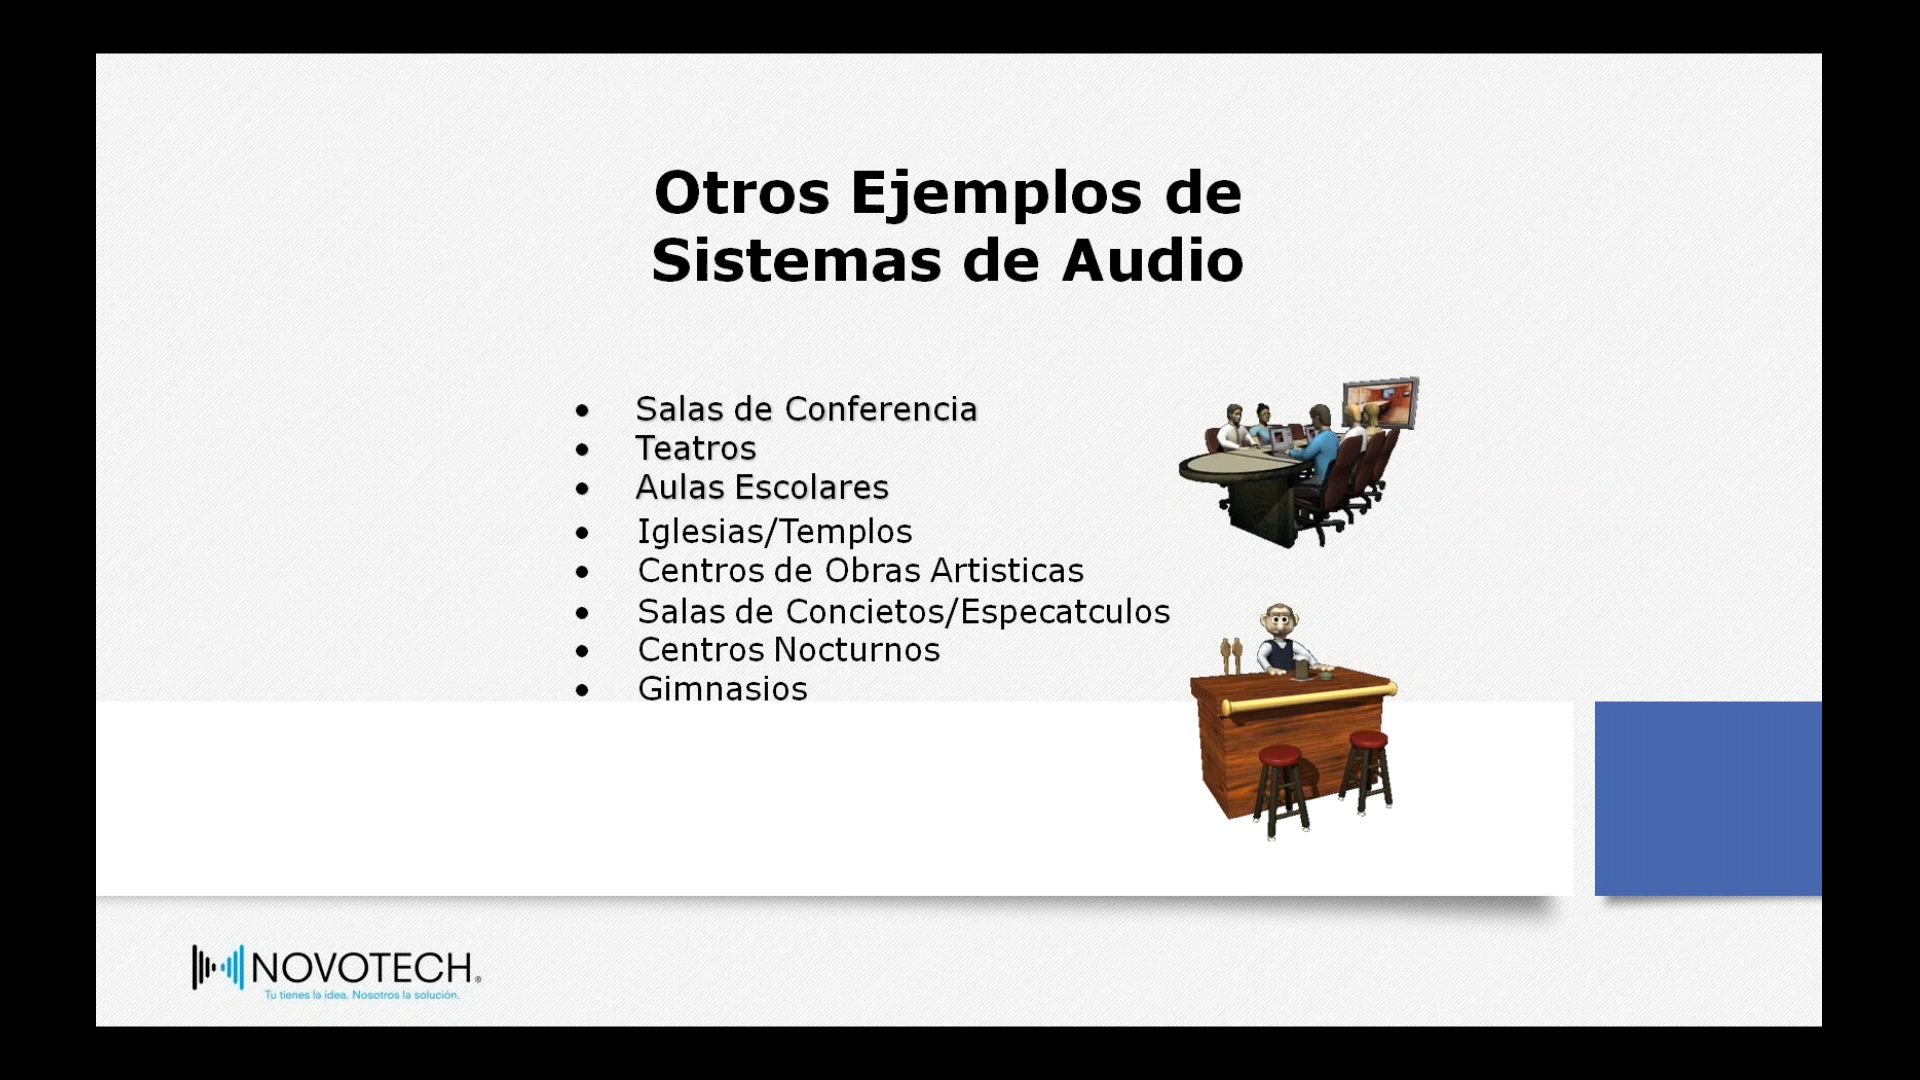 Otros Ejemplos de
Sistemas de Audio
• Salas de Conferencia
• Teatros
• Aulas Escolares
• Iglesias/Templos
• Centros de Obras Artisticas
• Salas de Concietos/Especatculos
• Centros Nocturnos
• Gimnasios
NOVOTECH®
Tu tienes la idea. Nosotros la solución.